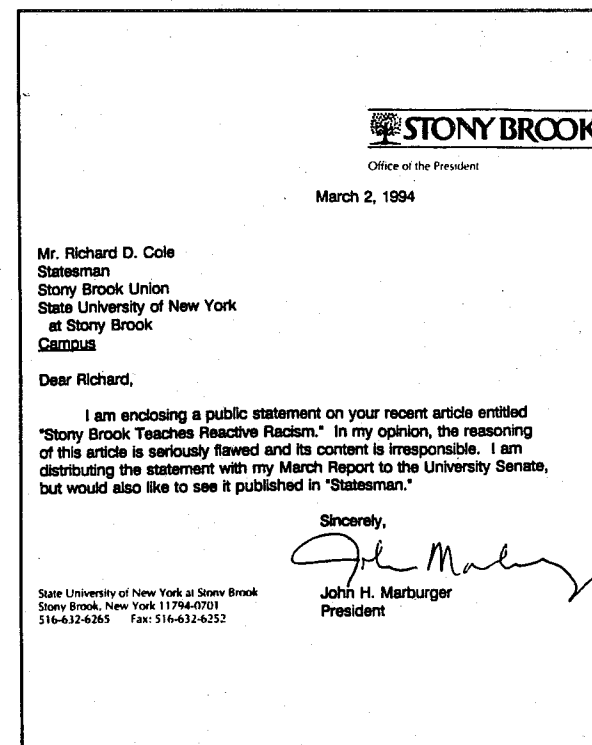 STONY BROOK
Office of the President
March 2, 1994
Mr. Richard D. Cole
Statesman
Stony Brook Union
State University of New York
at Stony Brook
Campus
Dear Richard,
I am enclosing a public statement on your recent article entitled
"Stony Brook Teaches Reactive Racism." In my opinion, the reasoning
of this article is seriously flawed and its content is irresponsible. I am
distributing the statement with my March Report to the University Senate,
but would also like to see it published in "Statesman."
Sincerely,
John Marburger
John H. Marburger
President
State University of New York at Stony Brook
Stony Brook, New York 11794-0701
516-632-6265 Fax: 516-632-6252